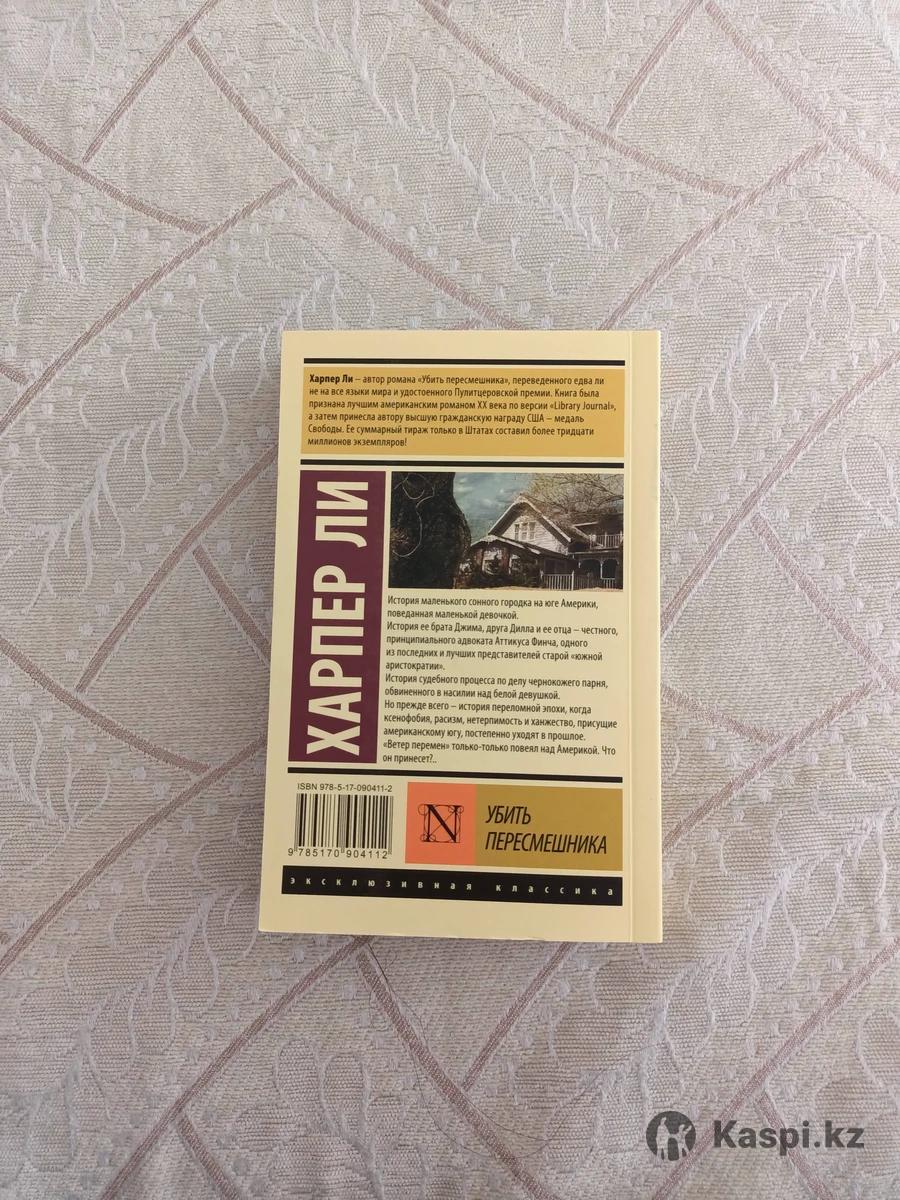 Харпер Ли – автор романа «Убить пересмешника», переведенного едва ли
не на все языки мира и удостоенного Пулитцеровской премии. Книга была
признана лучшим американским романом XX века по версии «Library Journal»,
а затем принесла автору высшую гражданскую награду США – медаль
Свободы. Ее суммарный тираж только в Штатах составил более тридцати
миллионов экземпляров!
ХАРПЕР ЛИ
История маленького сонного городка на юге Америки,
поведанная маленькой девочкой.
История ее брата Джима, друга Дилла и ее отца – честного,
принципиального адвоката Аттикуса Финча, одного
из последних и лучших представителей старой «южной
аристократии».
История судебного процесса по делу чернокожего парня,
обвиненного в насилии над белой девушкой.
Но прежде всего – история переломной эпохи, когда
ксенофобия, расизм, нетерпимость и ханжество, присущие
американскому югу, постепенно уходят в прошлое.
«Ветер перемен» только-только повеял над Америкой. Что
он принесет?..
ISBN 978-5-17-090411-2
9 785170 904112
N
УБИТЬ
ПЕРЕСМЕШНИКА
эксклюзивная классика
Kaspi.kz